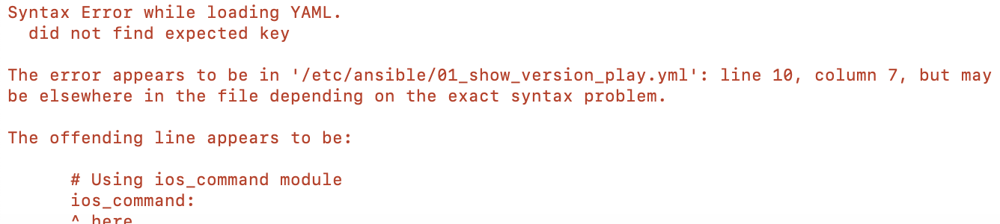 Syntax Error while loading YAML.
did not find expected key
The error appears to be in '/etc/ansible/01_show_version_play.yml': line 10, column 7, but may
be elsewhere in the file depending on the exact syntax problem.
The offending line appears to be:
# Using ios_command module
ios_command:
^ here